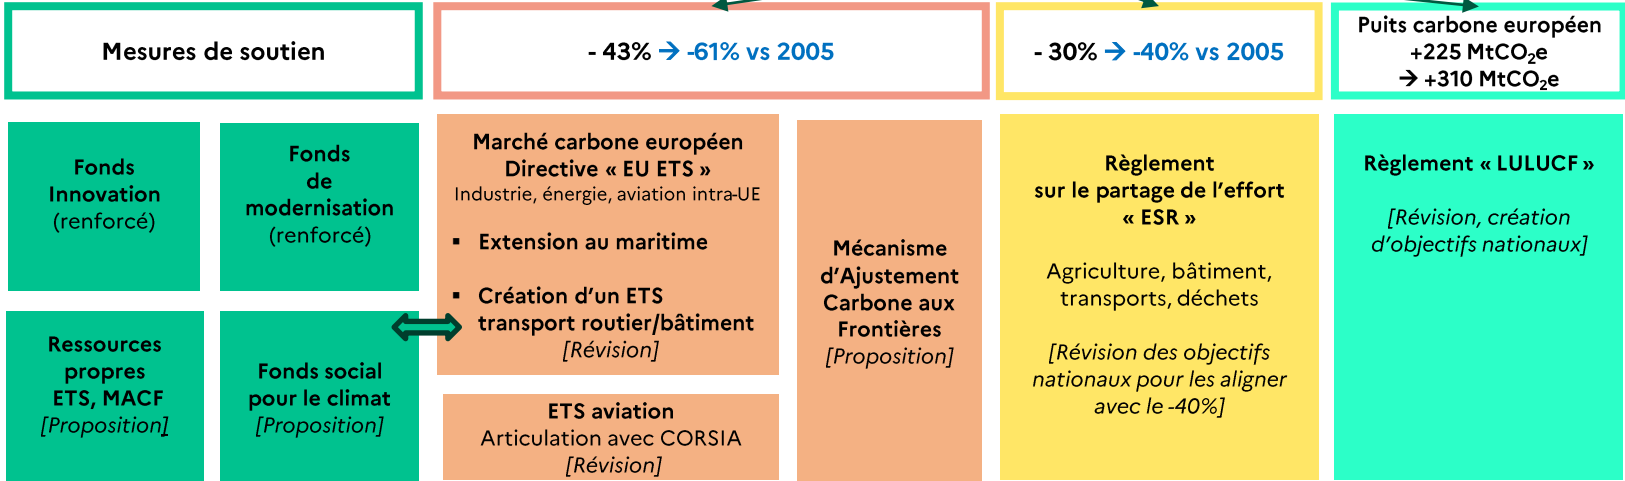 Mesures de soutien
- 43% → -61% vs 2005
- 30% → -40% vs 2005
Puits carbone européen
+225 MtCO₂e
→ +310 MtCO₂e
Fonds
Innovation
(renforcé)
Fonds
de
modernisation
(renforcé)
Ressources
propres
ETS, MACF
[Proposition]
Fonds social
pour le climat
[Proposition]
Marché carbone européen
Directive « EU ETS »
Industrie, énergie, aviation intra-UE
▪ Extension au maritime
▪ Création d’un ETS
transport routier/bâtiment
[Révision]
ETS aviation
Articulation avec CORSIA
[Révision]
Mécanisme
d’Ajustement
Carbone aux
Frontières
[Proposition]
Règlement
sur le partage de l’effort
« ESR »
Agriculture, bâtiment,
transports, déchets
[Révision des objectifs
nationaux pour les aligner
avec le -40%]
Règlement « LULUCF »
[Révision, création
d’objectifs nationaux]